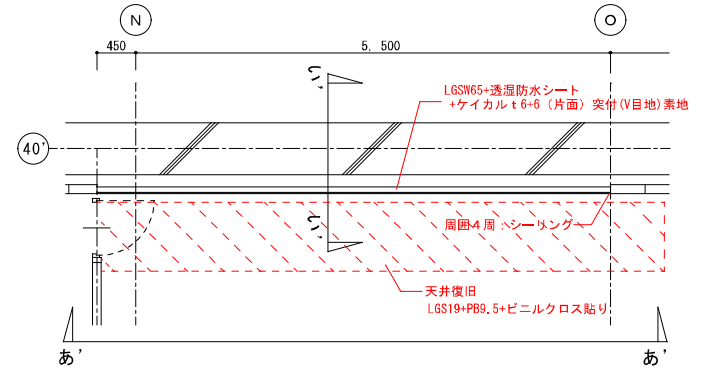 N
O
450
5, 500
い'
LGSW65+透湿防水シート
+ケイカルｔ6+6（片面）突付(V目地)素地
40'
い'
周囲4周：シーリング
天井復旧
LGS19+PB9.5+ビニルクロス貼り
あ'
あ'